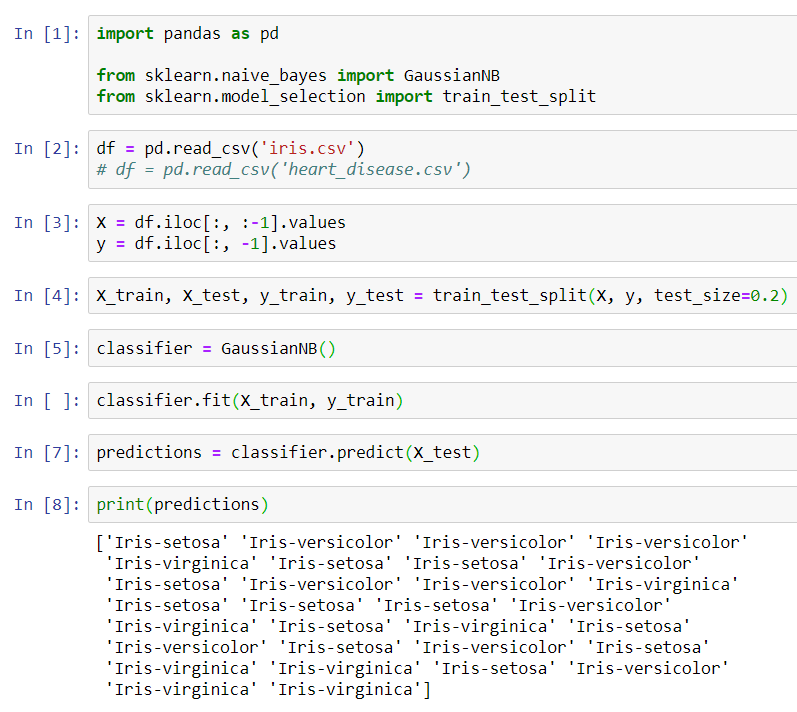 In [1]: import pandas as pd
from sklearn.naive_bayes import GaussianNB
from sklearn.model_selection import train_test_split
In [2]: df = pd.read_csv('iris.csv')
# df = pd.read_csv('heart_disease.csv')
In [3]: X = df.iloc[:, :-1].values
y = df.iloc[:, -1].values
In [4]: X_train, X_test, y_train, y_test = train_test_split(X, y, test_size=0.2)
In [5]: classifier = GaussianNB()
In [ ]: classifier.fit(X_train, y_train)
In [7]: predictions = classifier.predict(X_test)
In [8]: print(predictions)
['Iris-setosa' 'Iris-versicolor' 'Iris-versicolor' 'Iris-versicolor'
'Iris-virginica' 'Iris-setosa' 'Iris-setosa' 'Iris-versicolor'
'Iris-setosa' 'Iris-versicolor' 'Iris-setosa' 'Iris-virginica'
'Iris-setosa' 'Iris-setosa' 'Iris-setosa' 'Iris-versicolor'
'Iris-virginica' 'Iris-setosa' 'Iris-virginica' 'Iris-setosa'
'Iris-versicolor' 'Iris-setosa' 'Iris-versicolor' 'Iris-setosa'
'Iris-virginica' 'Iris-virginica' 'Iris-setosa' 'Iris-versicolor'
'Iris-virginica' 'Iris-virginica']